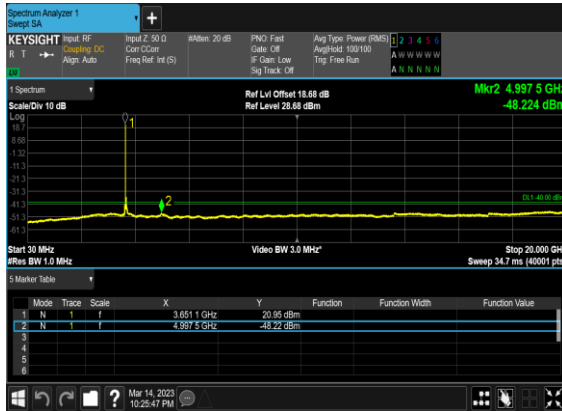 Spectrum Analyzer 1
Swept SA
+
KEYSIGHT Input: RF Input Z: 50 Ω #Atten: 20 dB PNO: Fast Avg Type: Power (RMS) 1 2 3 4 5 6
R T Coupling: DC Corr CCorr Gate: Off Avg|Hold: 100/100 A W W W W W
Align: Auto Freq Ref: Int (S) IF Gain: Low Trig: Free Run
Sig Track: Off A N N N N N
1 Spectrum
Ref Lvl Offset 18.68 dB Mkr2 4.997 5 GHz
Scale/Div 10 dB Ref Level 28.68 dBm -48.224 dBm
Log
18.7
8.68
-1.32
-11.3
-21.3
-31.3
-41.3
-51.3
-61.3
1
2
DL1 -40.00 dBm
Start 30 MHz Video BW 3.0 MHz* Stop 20.000 GHz
#Res BW 1.0 MHz Sweep 34.7 ms (40001 pts)
5 Marker Table
Mode Trace Scale X Y Function Function Width Function Value
1 N 1 f 3.651 1 GHz 20.95 dBm
2 N 1 f 4.997 5 GHz -48.22 dBm
3
4
5
6
? Mar 14, 2023
10:25:47 PM